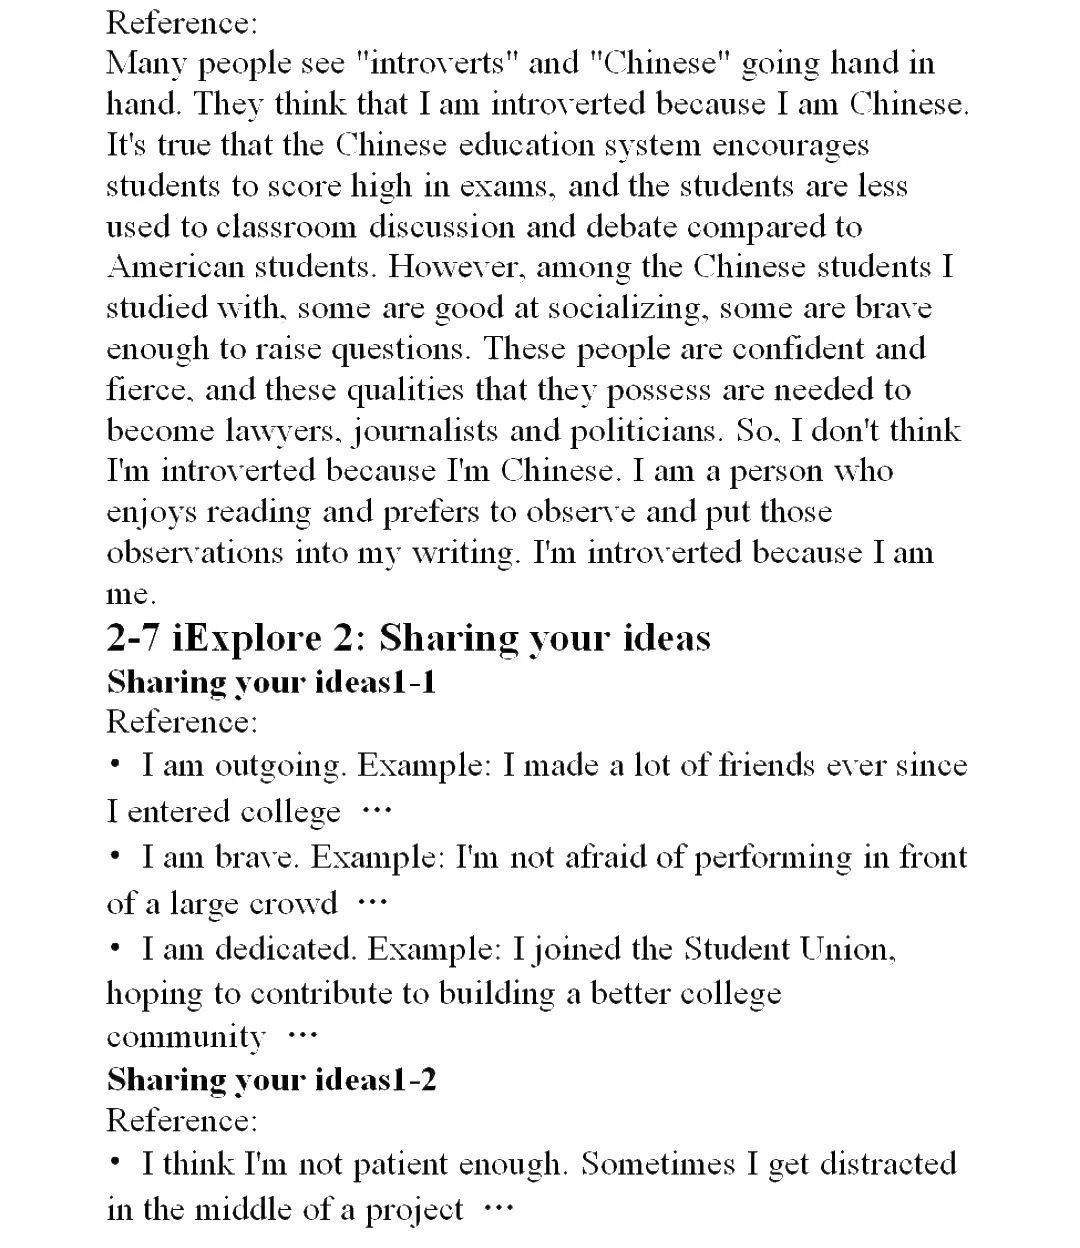 Reference:
Many people see "introverts" and "Chinese" going hand in
hand. They think that I am introverted because I am Chinese.
It's true that the Chinese education system encourages
students to score high in exams, and the students are less
used to classroom discussion and debate compared to
American students. However, among the Chinese students I
studied with, some are good at socializing, some are brave
enough to raise questions. These people are confident and
fierce, and these qualities that they possess are needed to
become lawyers, journalists and politicians. So, I don't think
I'm introverted because I'm Chinese. I am a person who
enjoys reading and prefers to observe and put those
observations into my writing. I'm introverted because I am
me.
2-7 iExplore 2: Sharing your ideas
Sharing your ideas1-1
Reference:
• I am outgoing. Example: I made a lot of friends ever since
I entered college …
• I am brave. Example: I'm not afraid of performing in front
of a large crowd …
• I am dedicated. Example: I joined the Student Union,
hoping to contribute to building a better college
community …
Sharing your ideas1-2
Reference:
• I think I'm not patient enough. Sometimes I get distracted
in the middle of a project …